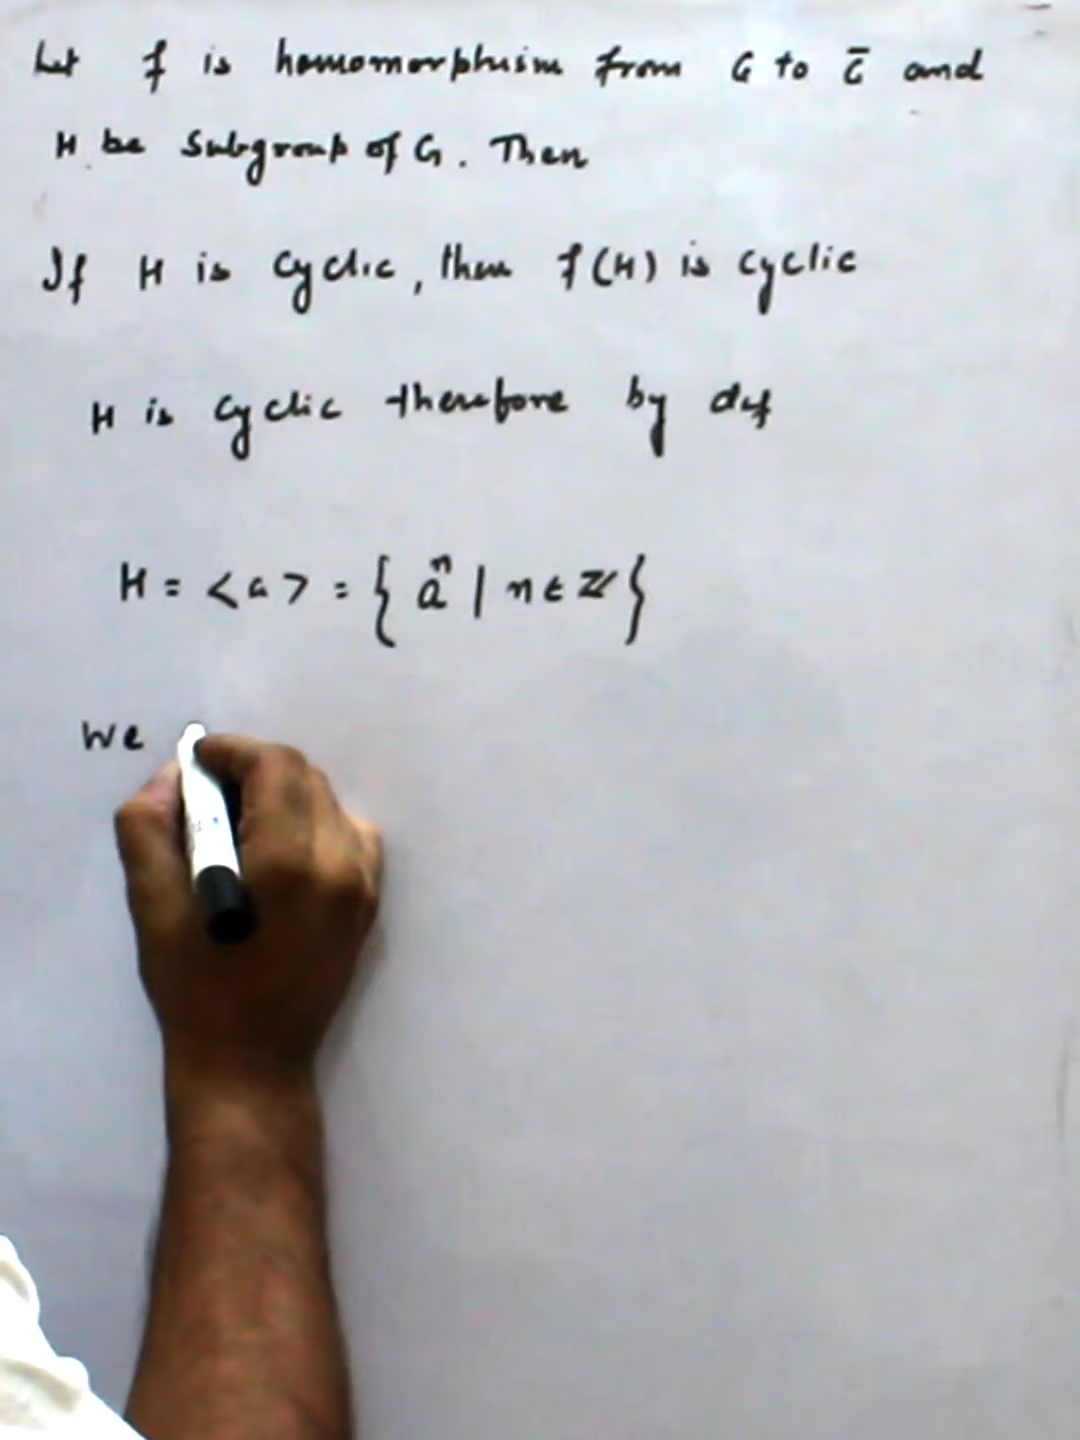 Let f is homomorphism from G to G̅ and
H be Subgroup of G. Then
If H is Cyclic, then f(H) is cyclic
H is Cyclic therefore by def
H = <a> = { aⁿ | n ∈ ℤ }
We